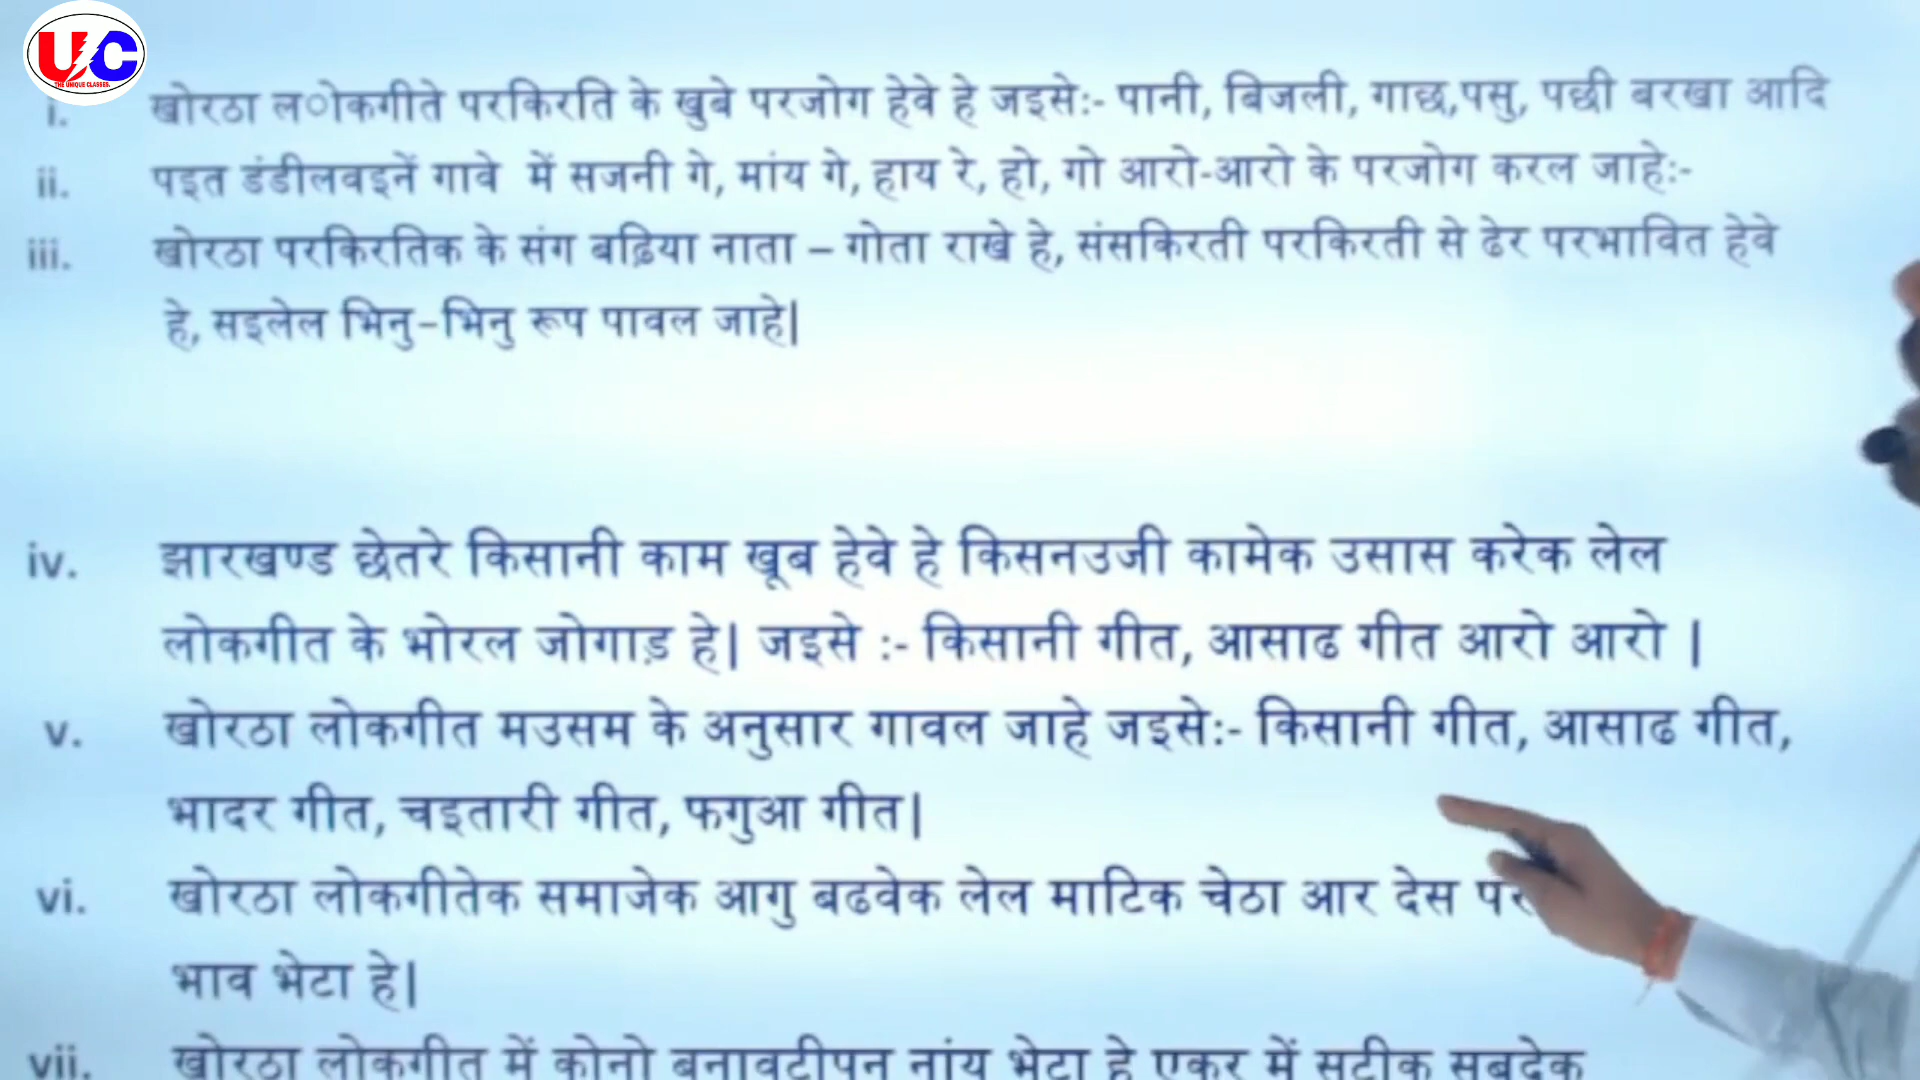 UC
THE UNIQUE CLASSES
i. खोरठा ल○ोकगीते परकिरति के खुबे परजोग हेवे हे जइसेः- पानी, बिजली, गाछ,पसु, पछी बरखा आदि
ii. पइत डंडीलवइनें गावे में सजनी गे, मांय गे, हाय रे, हो, गो आरो-आरो के परजोग करल जाहेः-
iii. खोरठा परकिरतिक के संग बढ़िया नाता – गोता राखे हे, संसकिरती परकिरती से ढेर परभावित हेवे
हे, सइलेल भिनु-भिनु रूप पावल जाहे|
iv. झारखण्ड छेतरे किसानी काम खूब हेवे हे किसनउजी कामेक उसास करेक लेल
लोकगीत के भोरल जोगाड़ हे| जइसे :- किसानी गीत, आसाढ गीत आरो आरो |
v. खोरठा लोकगीत मउसम के अनुसार गावल जाहे जइसेः- किसानी गीत, आसाढ गीत,
भादर गीत, चइतारी गीत, फगुआ गीत|
vi. खोरठा लोकगीतेक समाजेक आगु बढवेक लेल माटिक चेठा आर देस
भाव भेटा हे|
vii. खोरठा लोकगीत में कोनो बनावटीपन नांय भेटा हे एकर में सटीक सबदेक